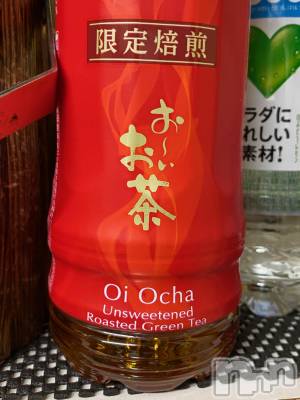 限定焙煎
お〜い
お茶
Oi Ocha
Unsweetened
Roasted Green Tea
ラダに
れしい
素材!